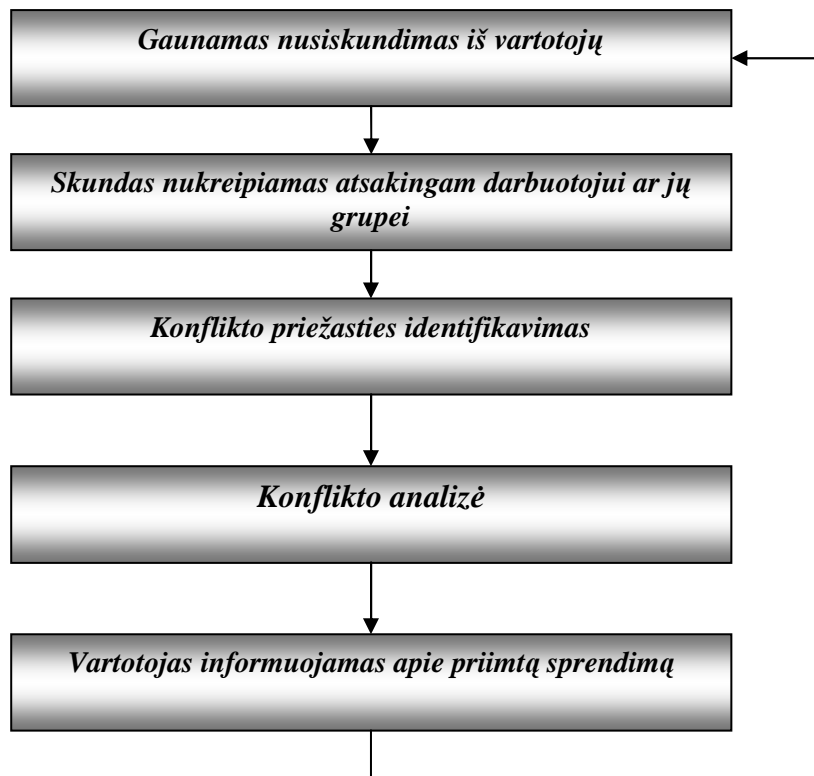 Gaunamas nusiskundimas iš vartotojų
Skundas nukreipiamas atsakingam darbuotojui ar jų
grupei
Konflikto priežasties identifikavimas
Konflikto analizė
Vartotojas informuojamas apie priimtą sprendimą